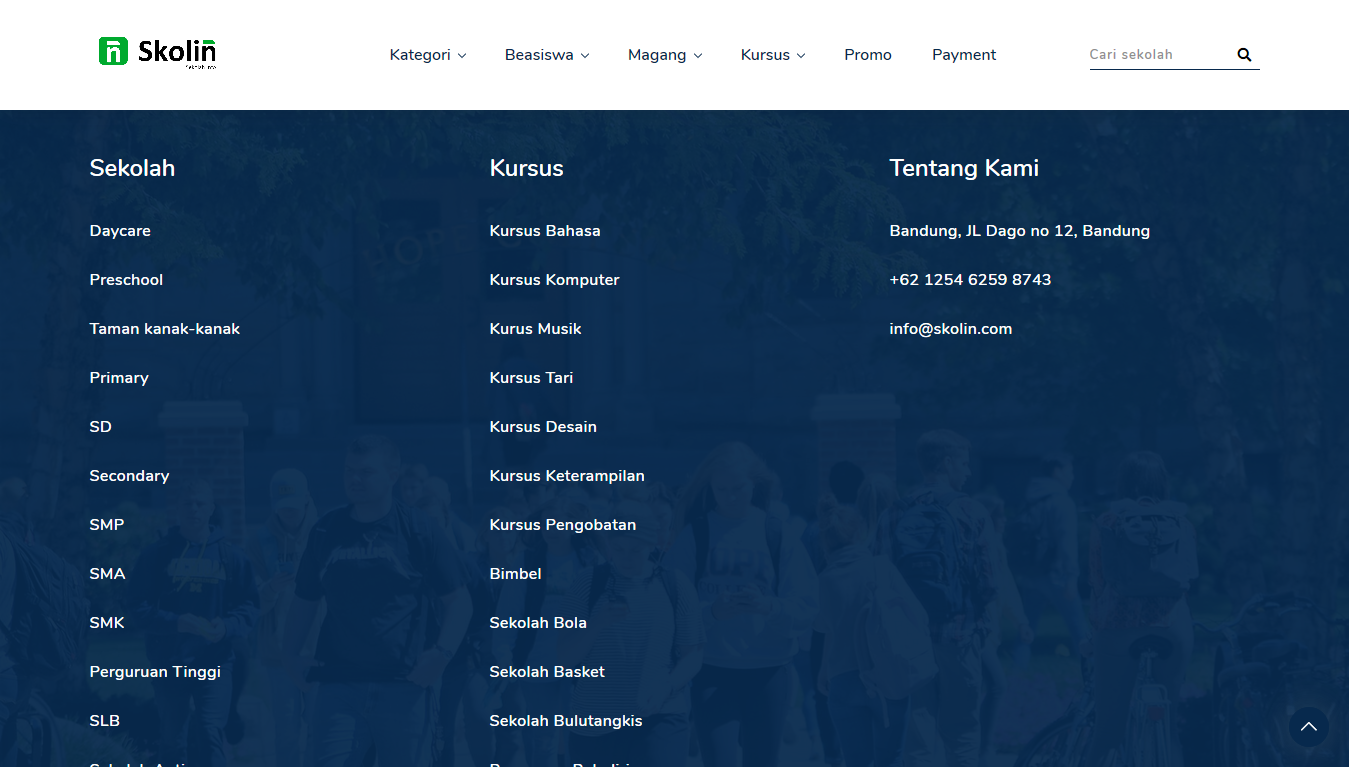 Skolin
Kategori
Beasiswa
Magang
Kursus
Promo
Payment
Cari sekolah
Sekolah
Daycare
Preschool
Taman kanak-kanak
Primary
SD
Secondary
SMP
SMA
SMK
Perguruan Tinggi
SLB
Kursus
Kursus Bahasa
Kursus Komputer
Kurus Musik
Kursus Tari
Kursus Desain
Kursus Keterampilan
Kursus Pengobatan
Bimbel
Sekolah Bola
Sekolah Basket
Sekolah Bulutangkis
Tentang Kami
Bandung, JL Dago no 12, Bandung
+62 1254 6259 8743
info@skolin.com